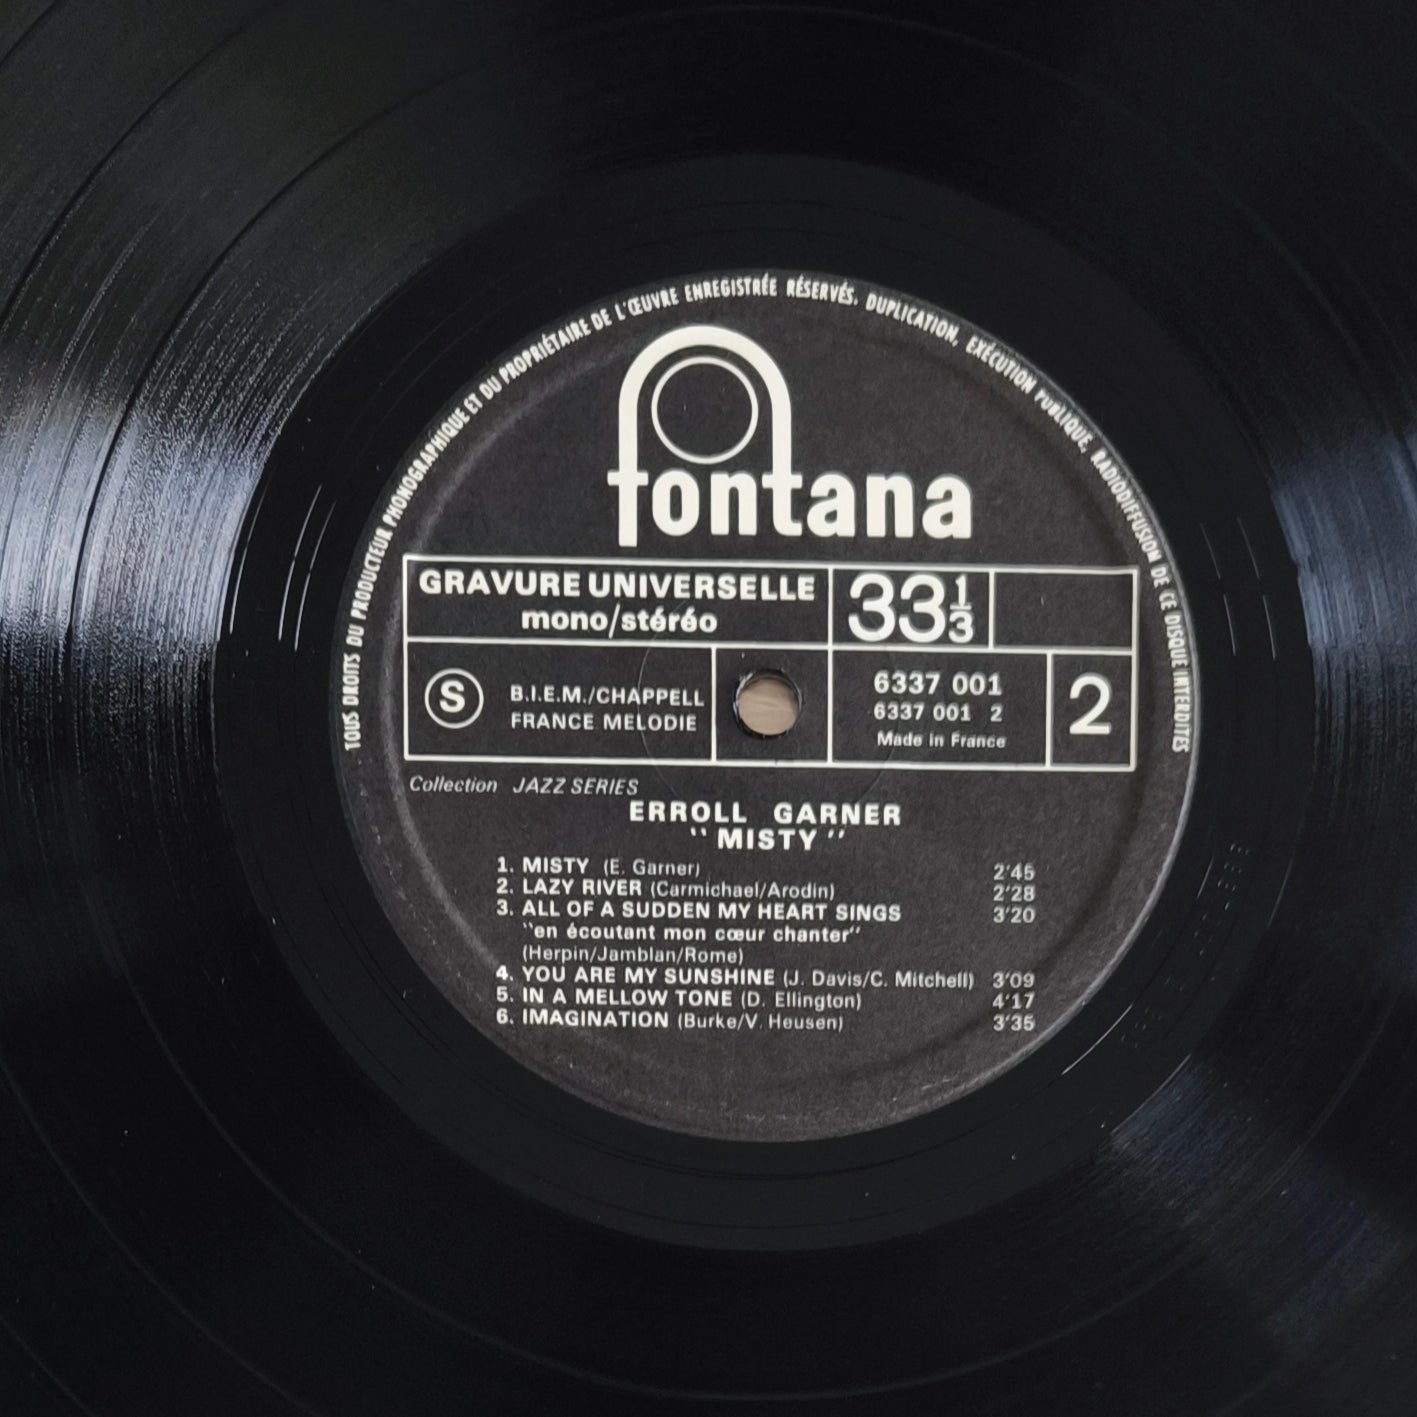 TOUS DROITS DU PRODUCTEUR PHONOGRAPHIQUE ET DU PROPRIÉTAIRE DE L'ŒUVRE ENREGISTRÉE RÉSERVÉS. DUPLICATION, EXÉCUTION PUBLIQUE, RADIODIFFUSION DE CE DISQUE INTERDITES
fontana
GRAVURE UNIVERSELLE
mono/stéréo
33 1/3
S
B.I.E.M./CHAPPELL
FRANCE MELODIE
6337 001
6337 001 2
Made in France
2
Collection JAZZ SERIES
ERROLL GARNER
"MISTY"
1. MISTY (E. Garner) 2'45
2. LAZY RIVER (Carmichael/Arodin) 2'28
3. ALL OF A SUDDEN MY HEART SINGS 3'20
"en écoutant mon cœur chanter"
(Herpin/Jamblan/Rome)
4. YOU ARE MY SUNSHINE (J. Davis/C. Mitchell) 3'09
5. IN A MELLOW TONE (D. Ellington) 4'17
6. IMAGINATION (Burke/V. Heusen) 3'35